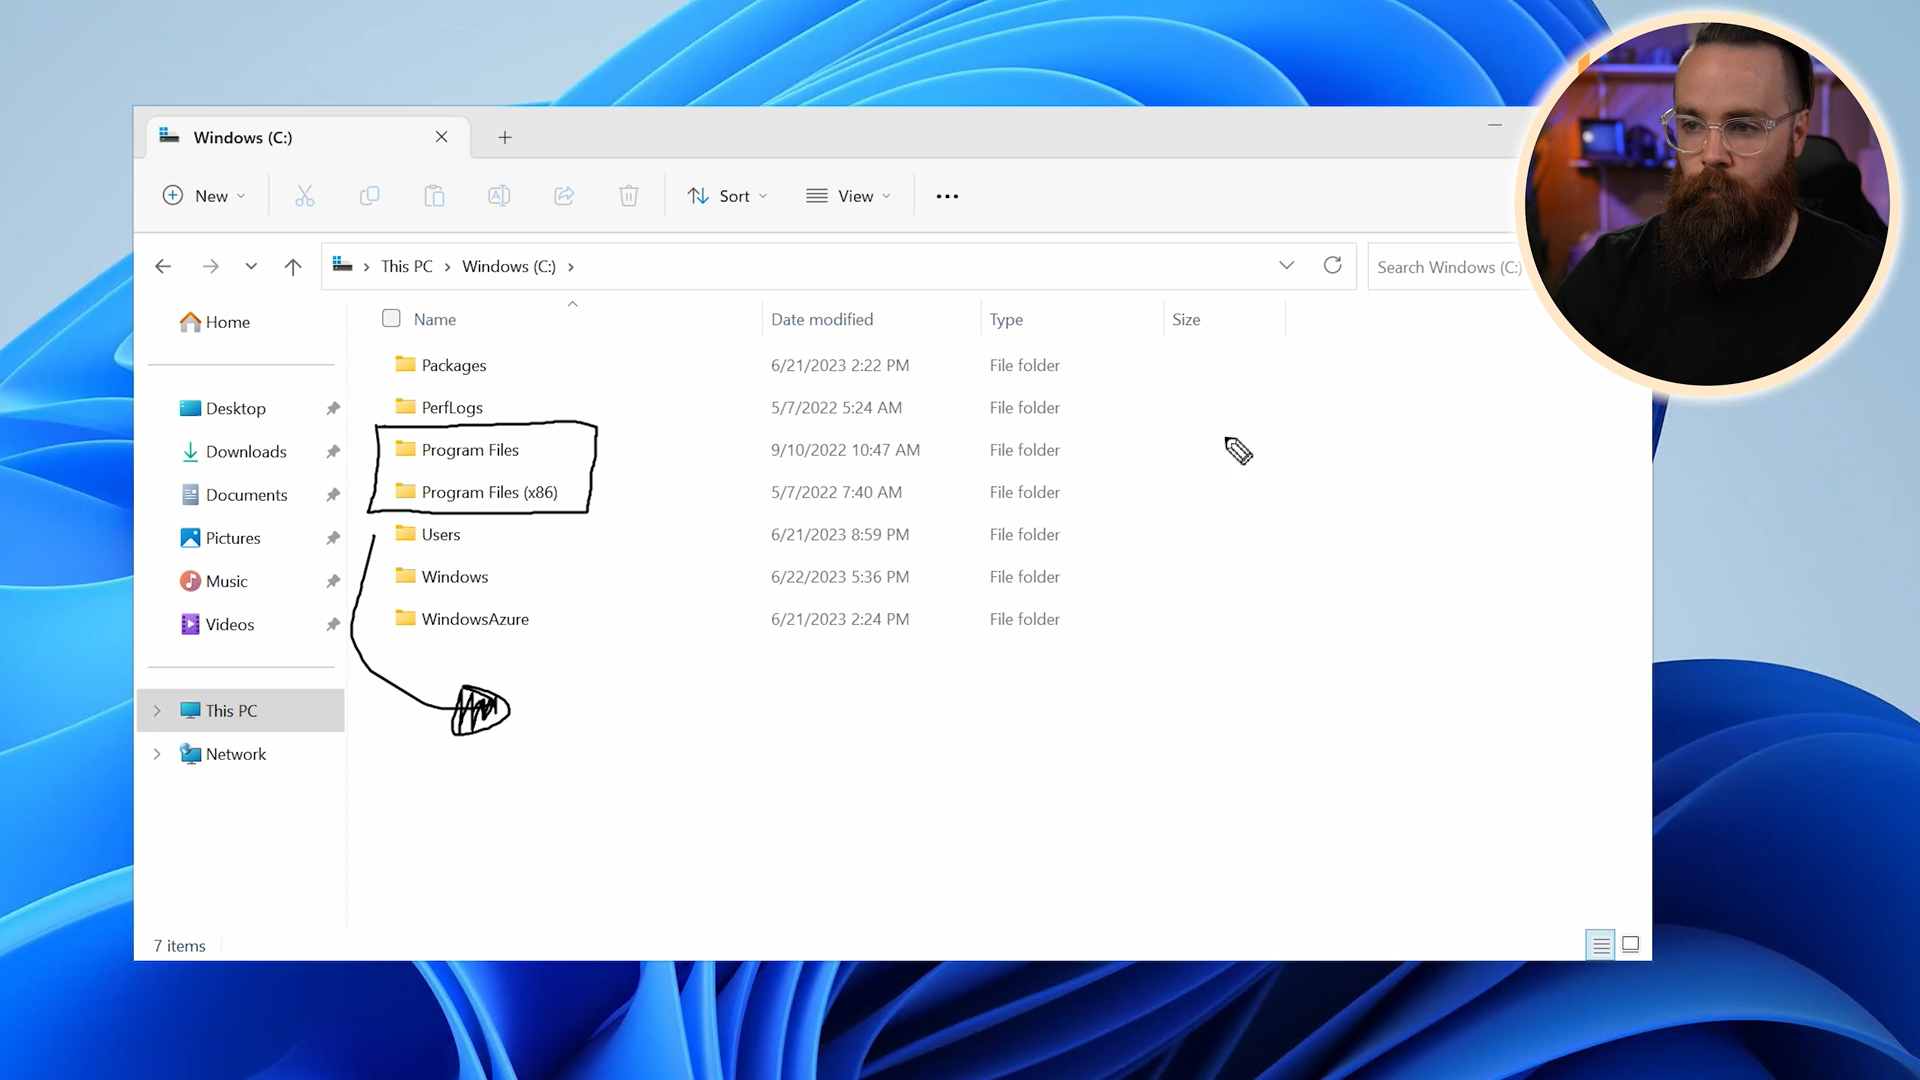 Windows (C:)
New Sort View
This PC Windows (C:) Search Windows (C:)
Home
Desktop
Downloads
Documents
Pictures
Music
Videos
This PC
Network
Name Date modified Type Size
Packages 6/21/2023 2:22 PM File folder
PerfLogs 5/7/2022 5:24 AM File folder
Program Files 9/10/2022 10:47 AM File folder
Program Files (x86) 5/7/2022 7:40 AM File folder
Users 6/21/2023 8:59 PM File folder
Windows 6/22/2023 5:36 PM File folder
WindowsAzure 6/21/2023 2:24 PM File folder
7 items